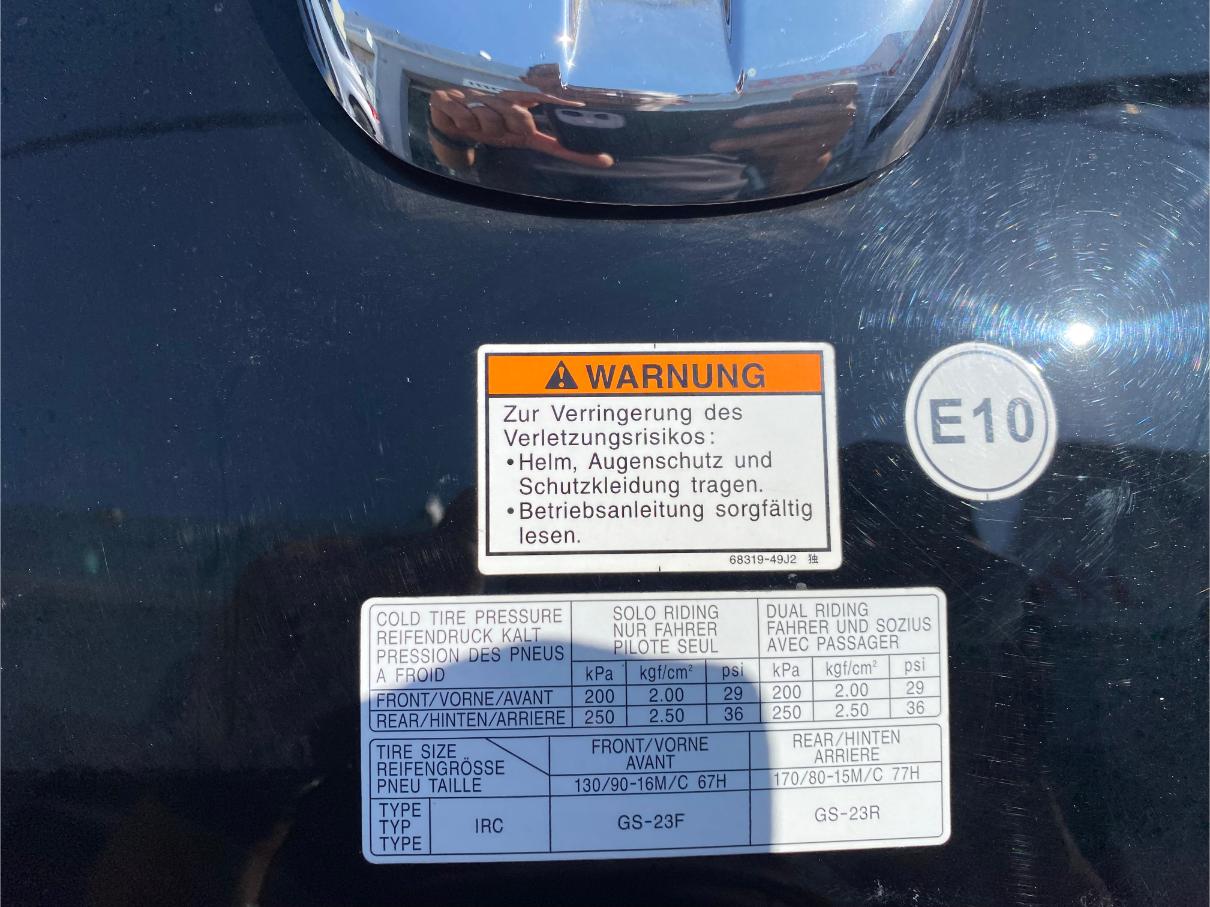 ⚠ WARNUNG
Zur Verringerung des
Verletzungsrisikos:
•Helm, Augenschutz und
Schutzkleidung tragen.
•Betriebsanleitung sorgfältig
lesen.
68319-49J2 独
E10
COLD TIRE PRESSURE
REIFENDRUCK KALT
PRESSION DES PNEUS
A FROID
SOLO RIDING
NUR FAHRER
PILOTE SEUL
DUAL RIDING
FAHRER UND SOZIUS
AVEC PASSAGER
kPa kgf/cm² psi kPa kgf/cm² psi
FRONT/VORNE/AVANT 200 2.00 29 200 2.00 29
REAR/HINTEN/ARRIERE 250 2.50 36 250 2.50 36
TIRE SIZE
REIFENGRÖSSE
PNEU TAILLE
FRONT/VORNE
AVANT
REAR/HINTEN
ARRIERE
130/90-16M/C 67H 170/80-15M/C 77H
TYPE
TYP
TYPE
IRC GS-23F GS-23R